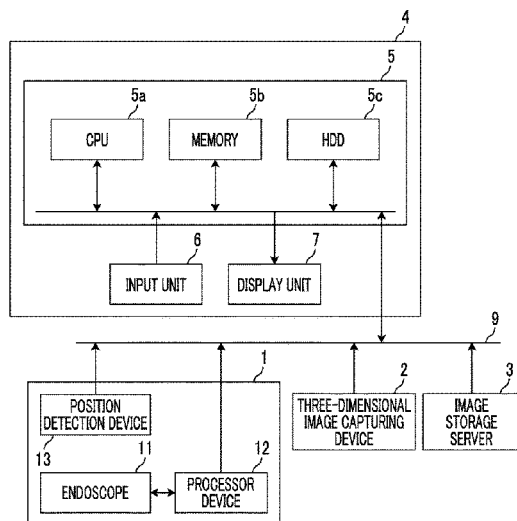 4
5
5a 5b 5c
CPU MEMORY HDD
6 7
INPUT UNIT DISPLAY UNIT
9
1 2 3
POSITION
DETECTION DEVICE
13
THREE-DIMENSIONAL
IMAGE CAPTURING
DEVICE
IMAGE
STORAGE
SERVER
11 12
ENDOSCOPE
PROCESSOR
DEVICE